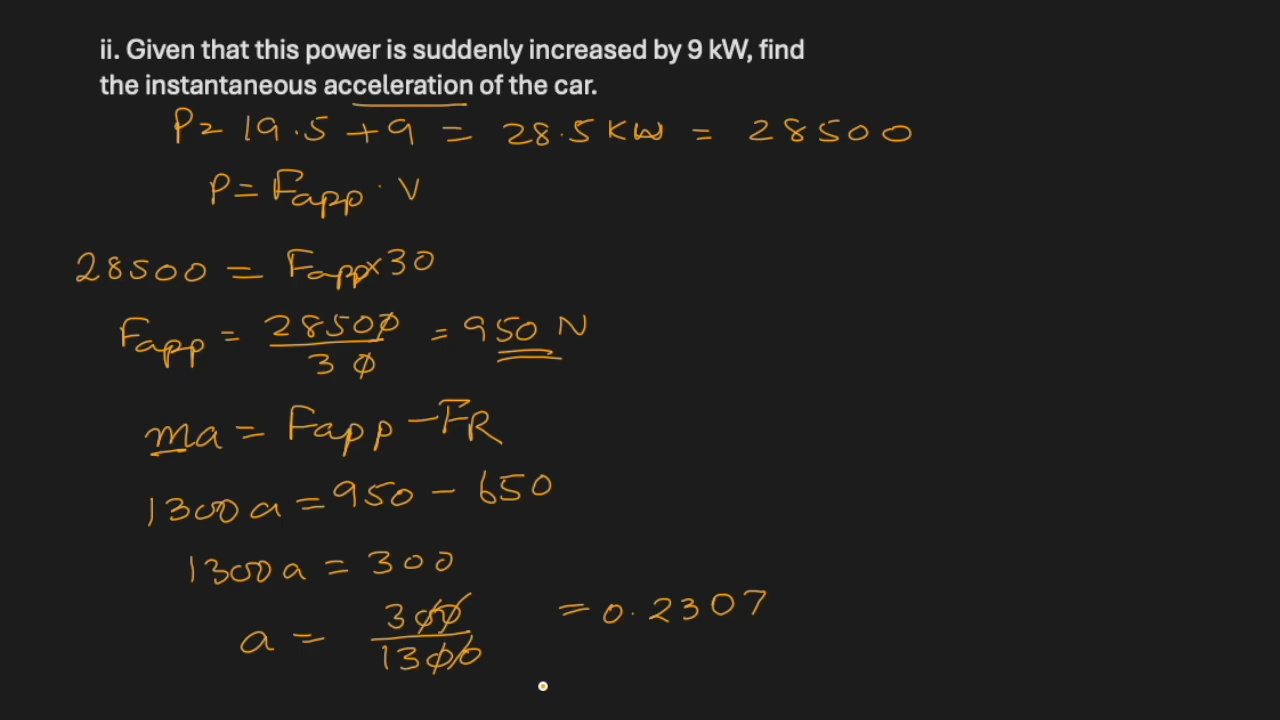 ii. Given that this power is suddenly increased by 9 kW, find
the instantaneous acceleration of the car.
P= 19.5 + 9 = 28.5 KW = 28500
P = Fapp . V
28500 = Fapp x 30
Fapp = 28500/30 = 950 N
ma = Fapp - FR
1300 a = 950 - 650
1300 a = 300
a = 300/1300 = 0.2307